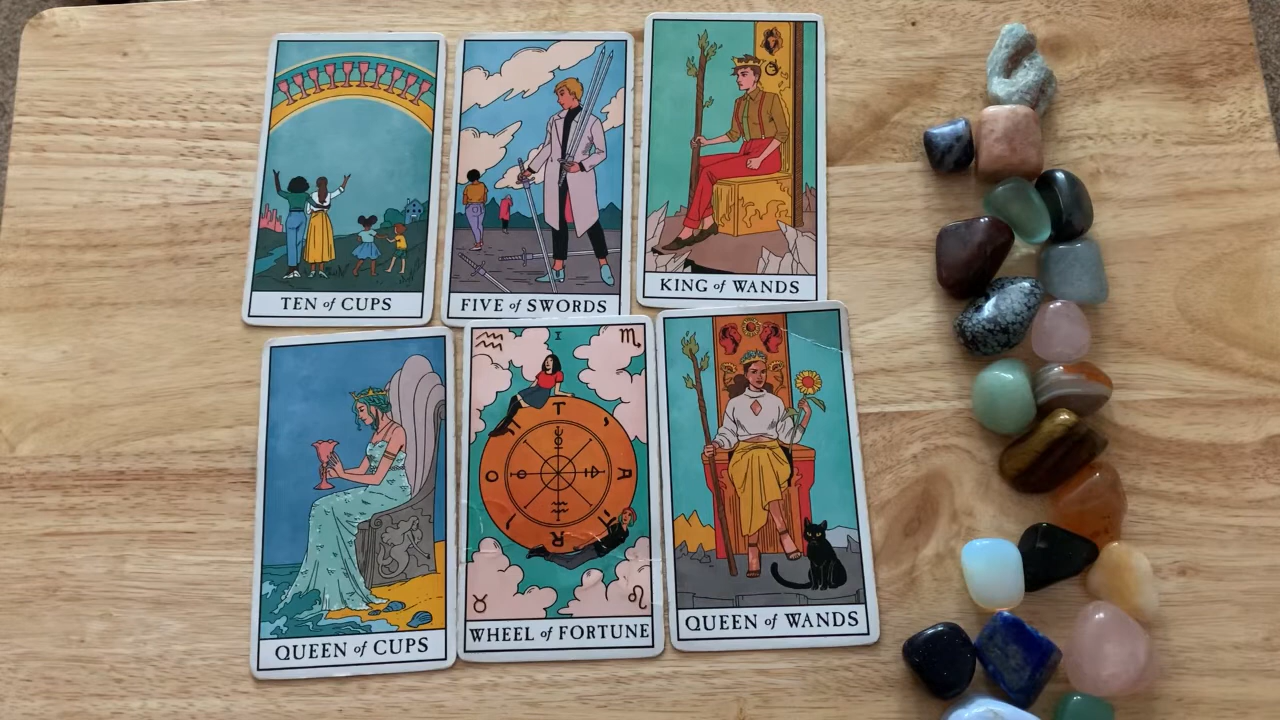 TEN of CUPS
FIVE of SWORDS
KING of WANDS
QUEEN of CUPS
I
T
A
R
O
WHEEL of FORTUNE
QUEEN of WANDS